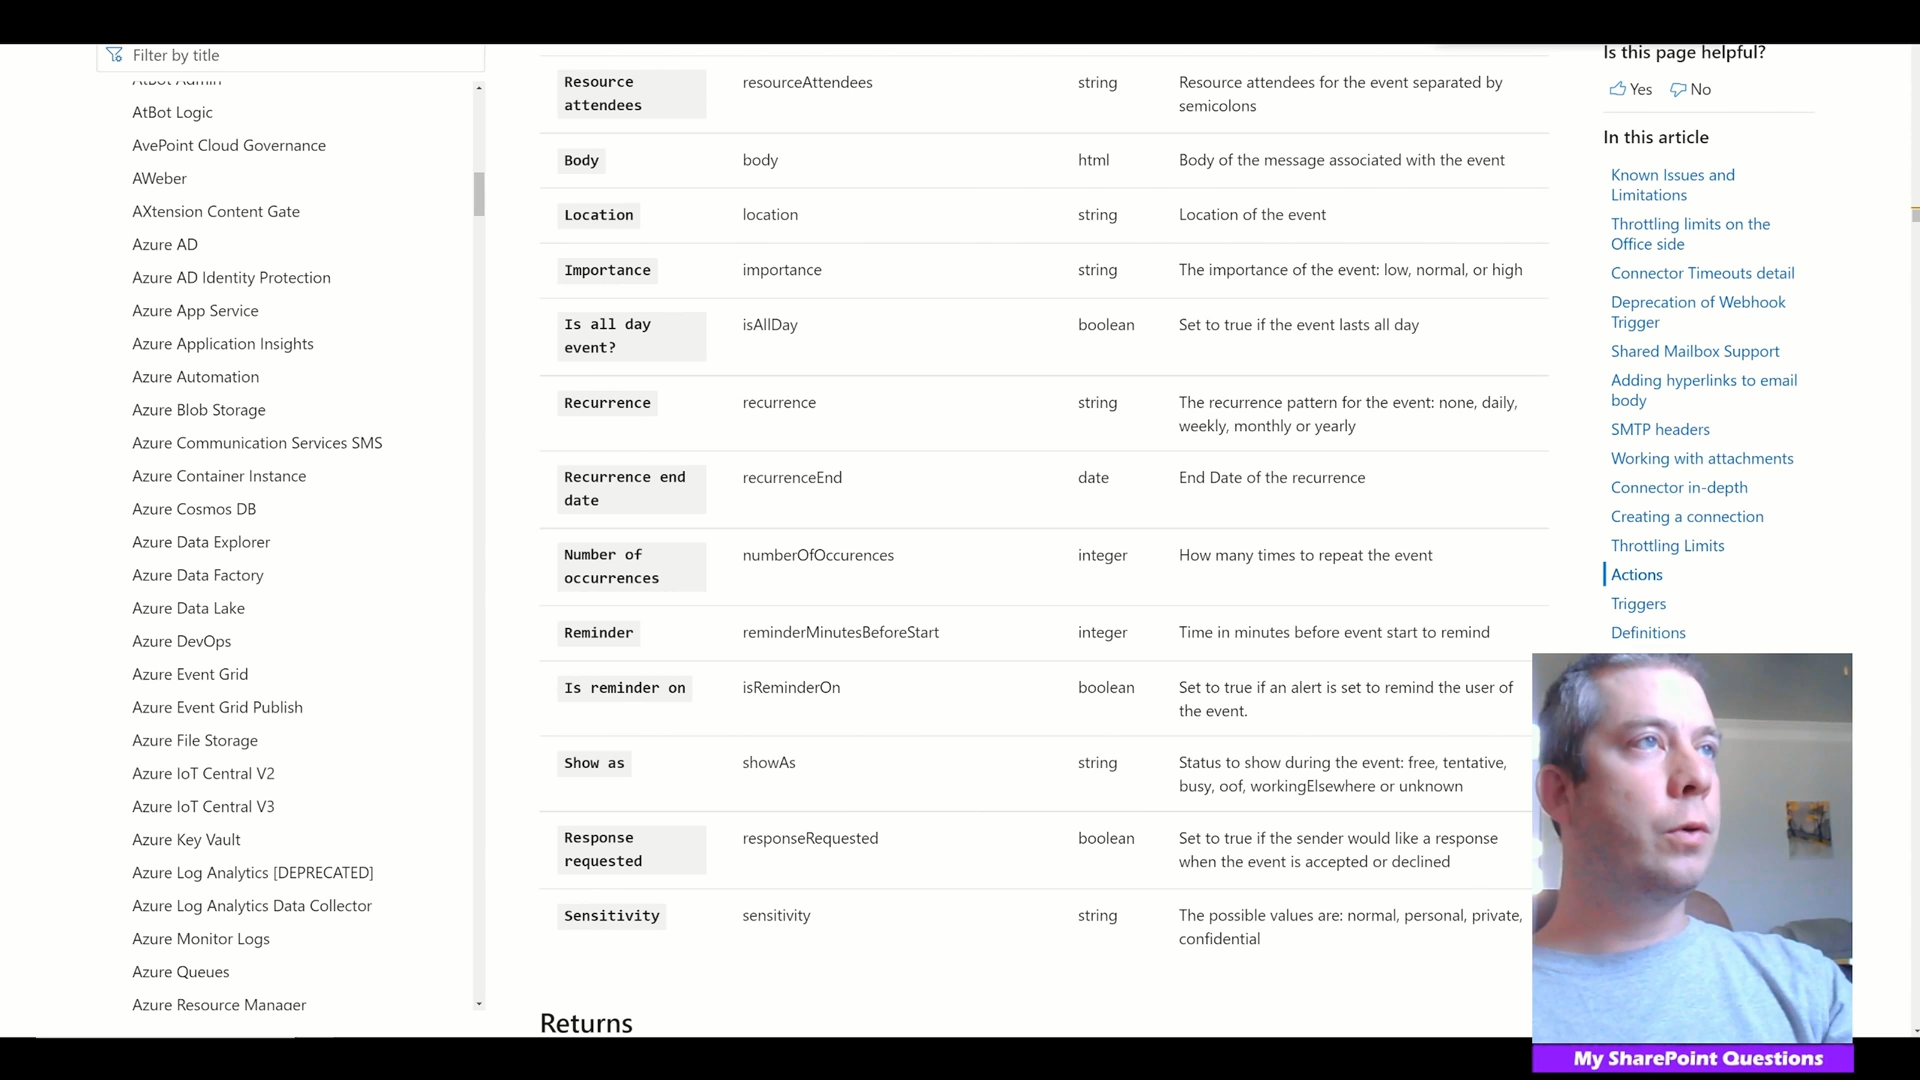 Filter by title
AtBot Admin
AtBot Logic
AvePoint Cloud Governance
AWeber
AXtension Content Gate
Azure AD
Azure AD Identity Protection
Azure App Service
Azure Application Insights
Azure Automation
Azure Blob Storage
Azure Communication Services SMS
Azure Container Instance
Azure Cosmos DB
Azure Data Explorer
Azure Data Factory
Azure Data Lake
Azure DevOps
Azure Event Grid
Azure Event Grid Publish
Azure File Storage
Azure IoT Central V2
Azure IoT Central V3
Azure Key Vault
Azure Log Analytics [DEPRECATED]
Azure Log Analytics Data Collector
Azure Monitor Logs
Azure Queues
Azure Resource Manager
Resource attendees resourceAttendees string Resource attendees for the event separated by
semicolons
Body body html Body of the message associated with the event
Location location string Location of the event
Importance importance string The importance of the event: low, normal, or high
Is all day event? isAllDay boolean Set to true if the event lasts all day
Recurrence recurrence string The recurrence pattern for the event: none, daily,
weekly, monthly or yearly
Recurrence end date recurrenceEnd date End Date of the recurrence
Number of occurrences numberOfOccurences integer How many times to repeat the event
Reminder reminderMinutesBeforeStart integer Time in minutes before event start to remind
Is reminder on isReminderOn boolean Set to true if an alert is set to remind the user of
the event.
Show as showAs string Status to show during the event: free, tentative,
busy, oof, workingElsewhere or unknown
Response requested responseRequested boolean Set to true if the sender would like a response
when the event is accepted or declined
Sensitivity sensitivity string The possible values are: normal, personal, private,
confidential
Returns
Is this page helpful?
Yes No
In this article
Known Issues and
Limitations
Throttling limits on the
Office side
Connector Timeouts detail
Deprecation of Webhook
Trigger
Shared Mailbox Support
Adding hyperlinks to email
body
SMTP headers
Working with attachments
Connector in-depth
Creating a connection
Throttling Limits
Actions
Triggers
Definitions
My SharePoint Questions